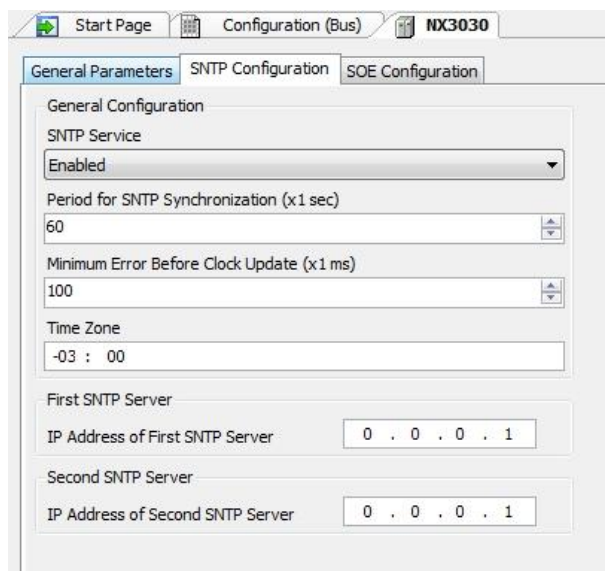 Start Page Configuration (Bus) NX3030
General Parameters SNTP Configuration SOE Configuration
General Configuration
SNTP Service
Enabled
Period for SNTP Synchronization (x1 sec)
60
Minimum Error Before Clock Update (x1 ms)
100
Time Zone
-03 : 00
First SNTP Server
IP Address of First SNTP Server 0 . 0 . 0 . 1
Second SNTP Server
IP Address of Second SNTP Server 0 . 0 . 0 . 1